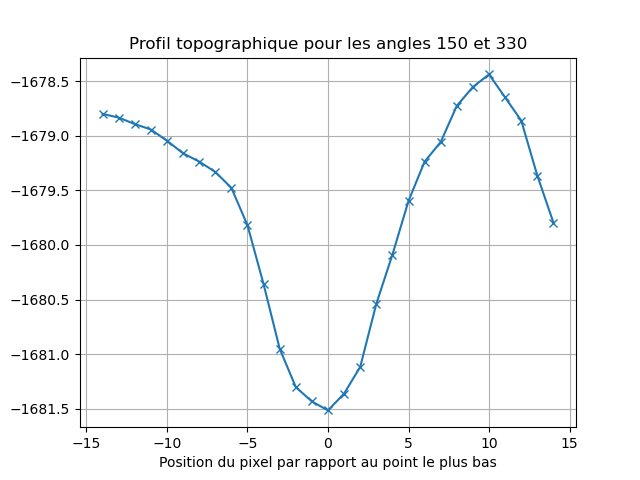 Profil topographique pour les angles 150 et 330
−1678.5
−1679.0
−1679.5
−1680.0
−1680.5
−1681.0
−1681.5
−15 −10 −5 0 5 10 15
Position du pixel par rapport au point le plus bas